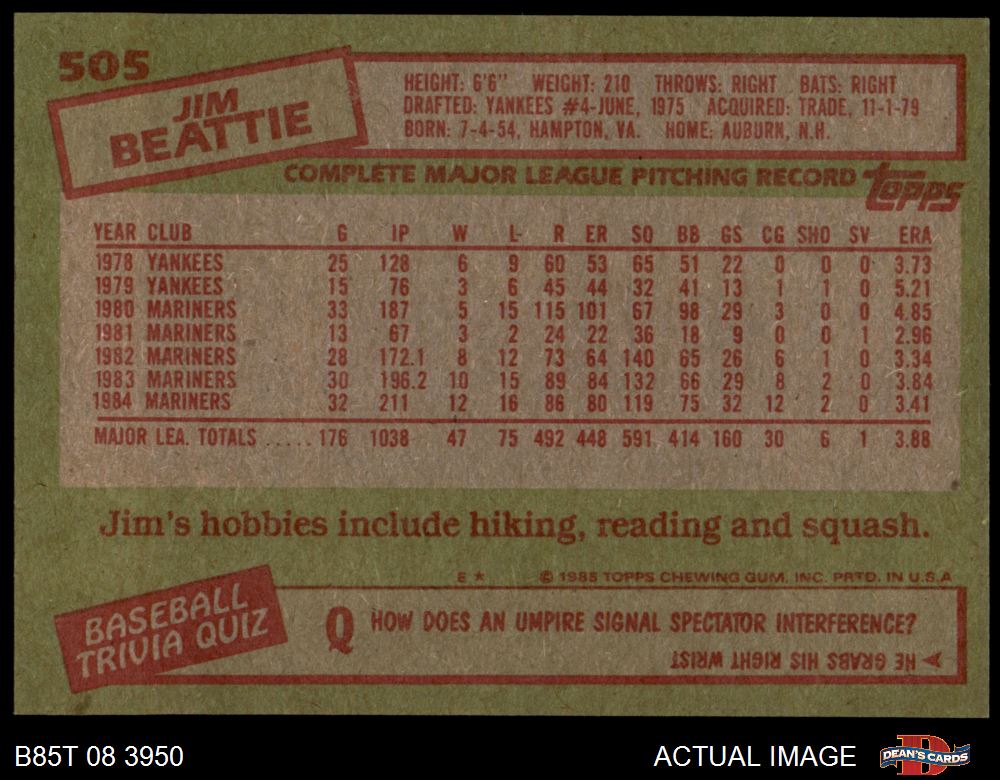 505
JIM
BEATTIE
HEIGHT: 6'6" WEIGHT: 210 THROWS: RIGHT BATS: RIGHT
DRAFTED: YANKEES #4-JUNE, 1975 ACQUIRED: TRADE, 11-1-79
BORN: 7-4-54, HAMPTON, VA. HOME: AUBURN, N.H.
COMPLETE MAJOR LEAGUE PITCHING RECORD topps
YEAR CLUB G IP W L R ER SO BB GS CG SHO SV ERA
1978 YANKEES 25 128 6 9 60 53 65 51 22 0 0 0 3.73
1979 YANKEES 15 76 3 6 45 44 32 41 13 1 1 0 5.21
1980 MARINERS 33 187 5 15 115 101 67 98 29 3 0 0 4.85
1981 MARINERS 13 67 3 2 24 22 36 18 9 0 0 1 2.96
1982 MARINERS 28 172.1 8 12 73 64 140 65 26 6 1 0 3.34
1983 MARINERS 30 196.2 10 15 89 84 132 66 29 8 2 0 3.84
1984 MARINERS 32 211 12 16 86 80 119 75 32 12 2 0 3.41
MAJOR LEA. TOTALS ..... 176 1038 47 75 492 448 591 414 160 30 6 1 3.88
Jim's hobbies include hiking, reading and squash.
E ★ © 1985 TOPPS CHEWING GUM, INC. PRTD. IN U.S.A
BASEBALL
TRIVIA QUIZ
Q HOW DOES AN UMPIRE SIGNAL SPECTATOR INTERFERENCE?
HE GRABS HIS RIGHT WRIST
B85T 08 3950
ACTUAL IMAGE
DEAN'S CARDS